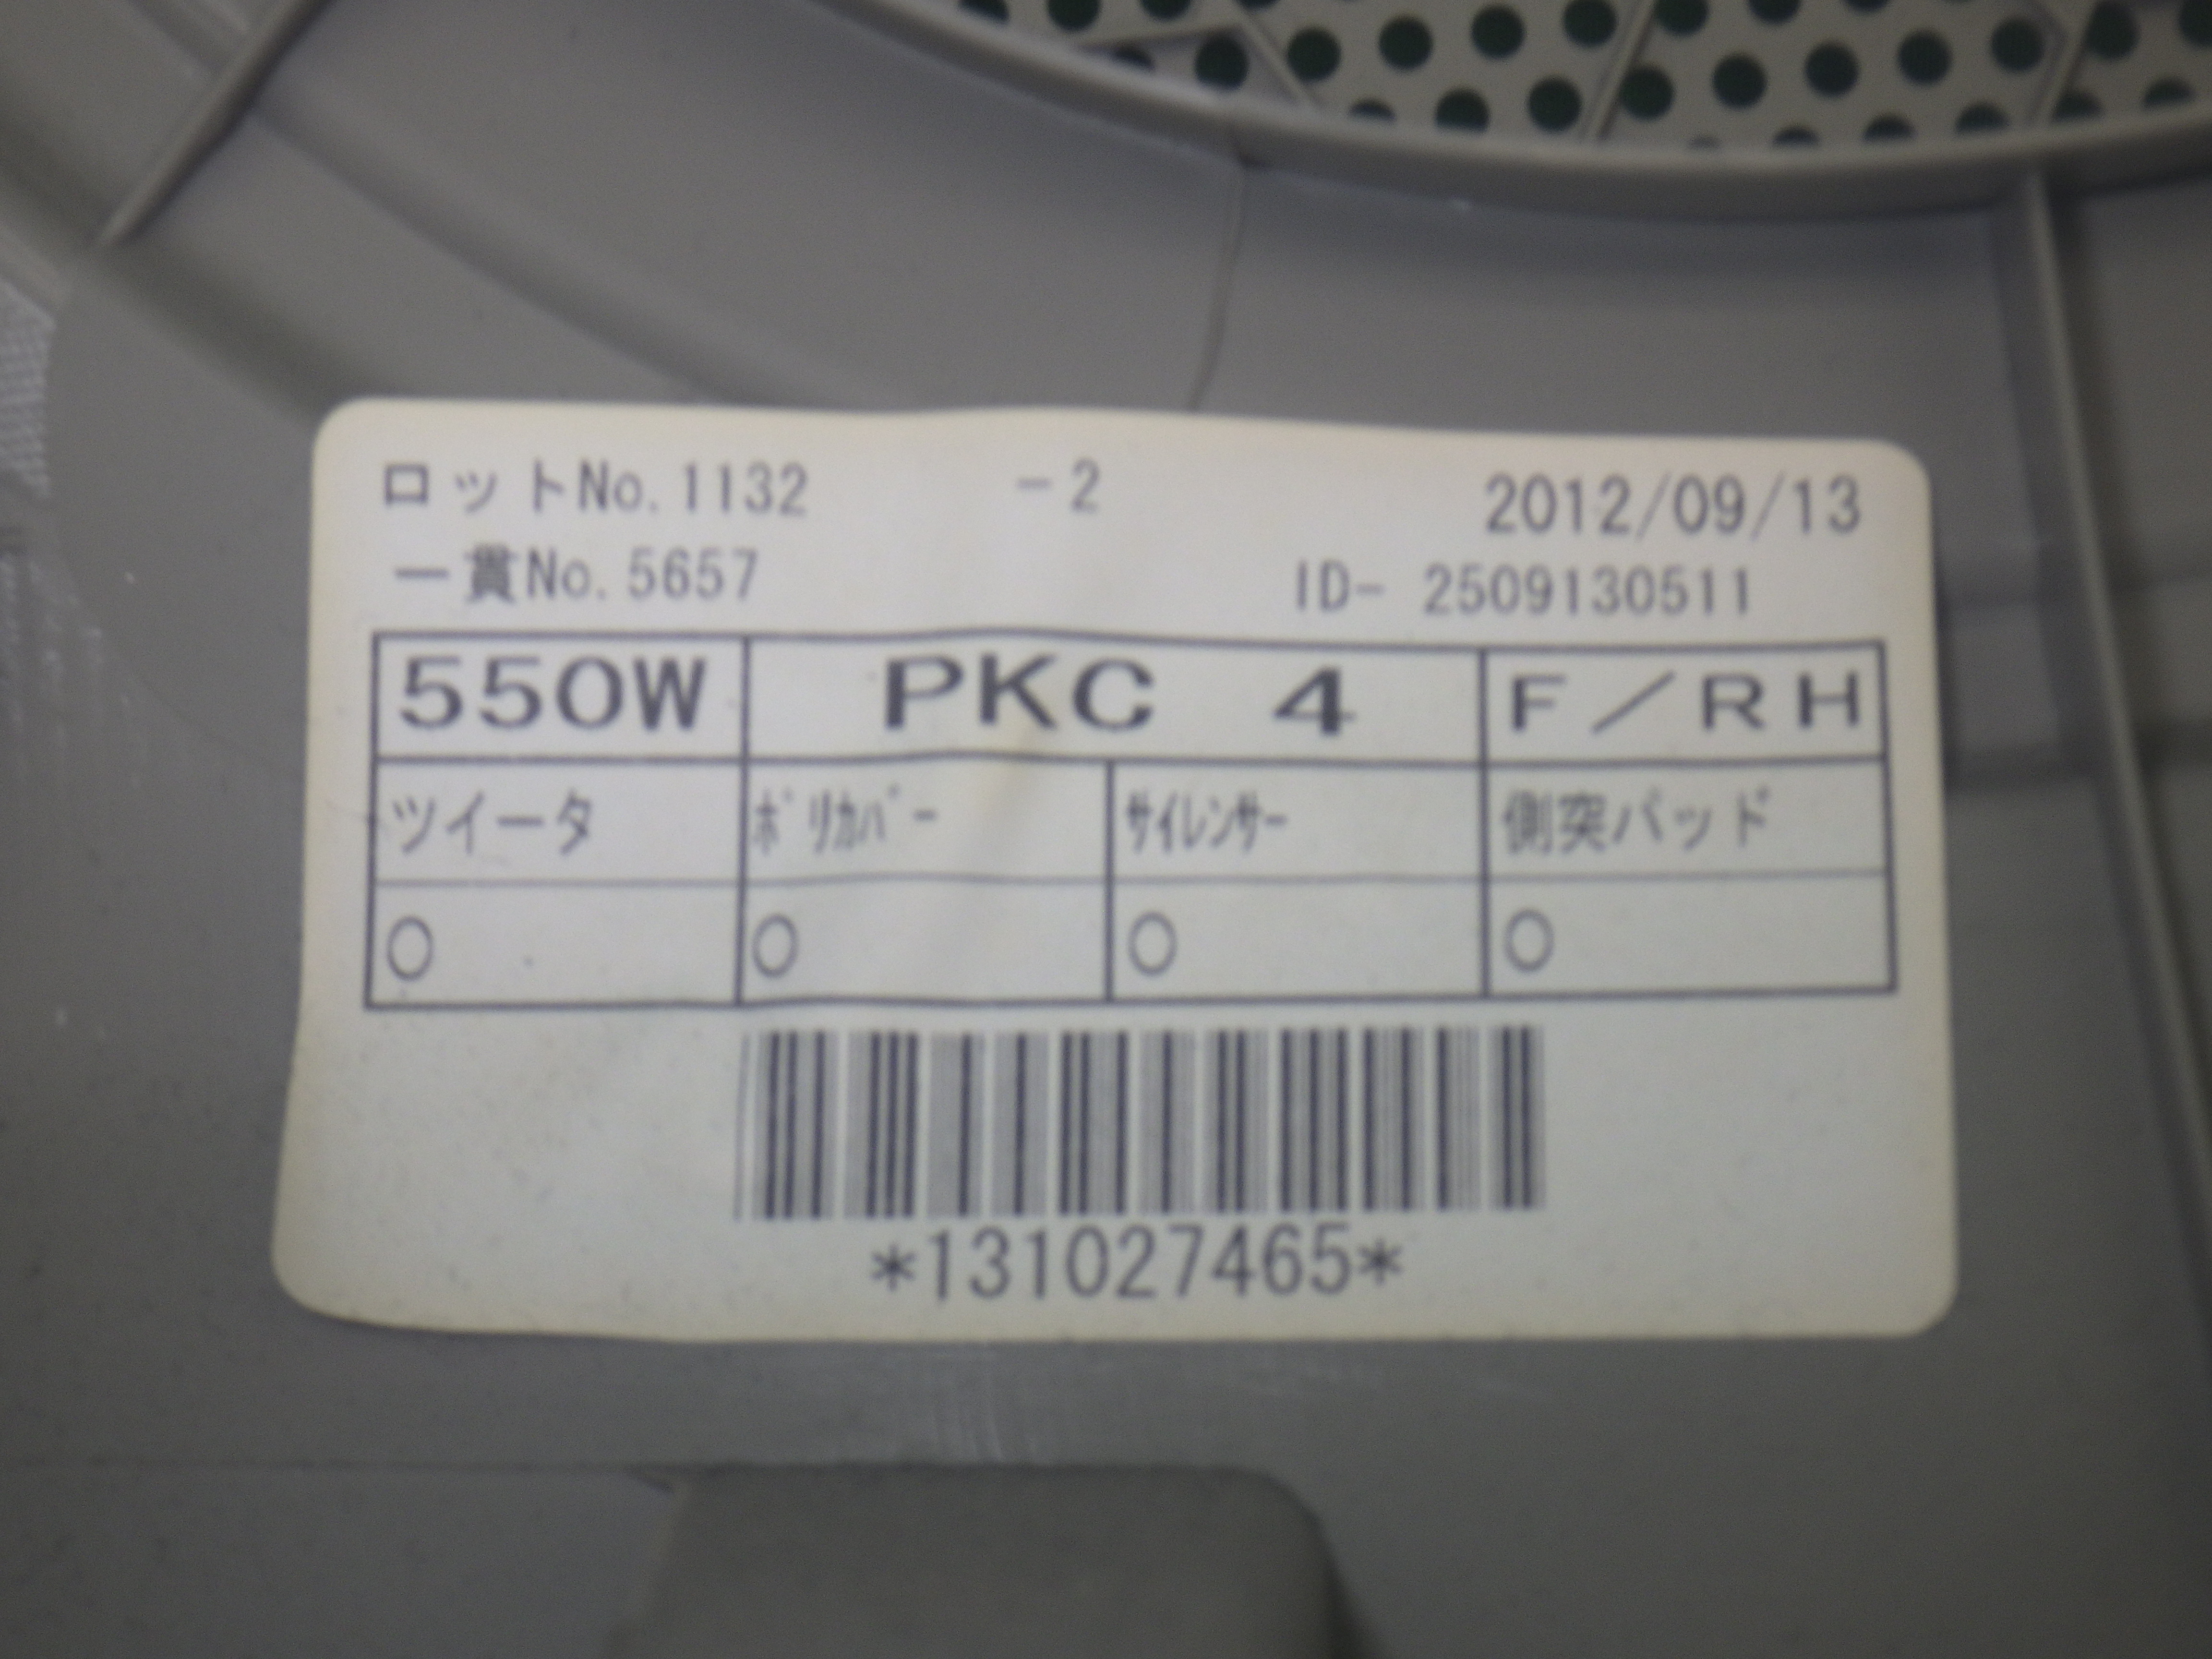 ロットNo.1132 -2 2012/09/13
一貫No.5657 ID- 2509130511
550W PKC 4 F/RH
ツイータ ﾎﾟﾘｶﾊﾞｰ ｻｲﾚﾝｻｰ 側突パッド
○ ○ ○ ○
*131027465*